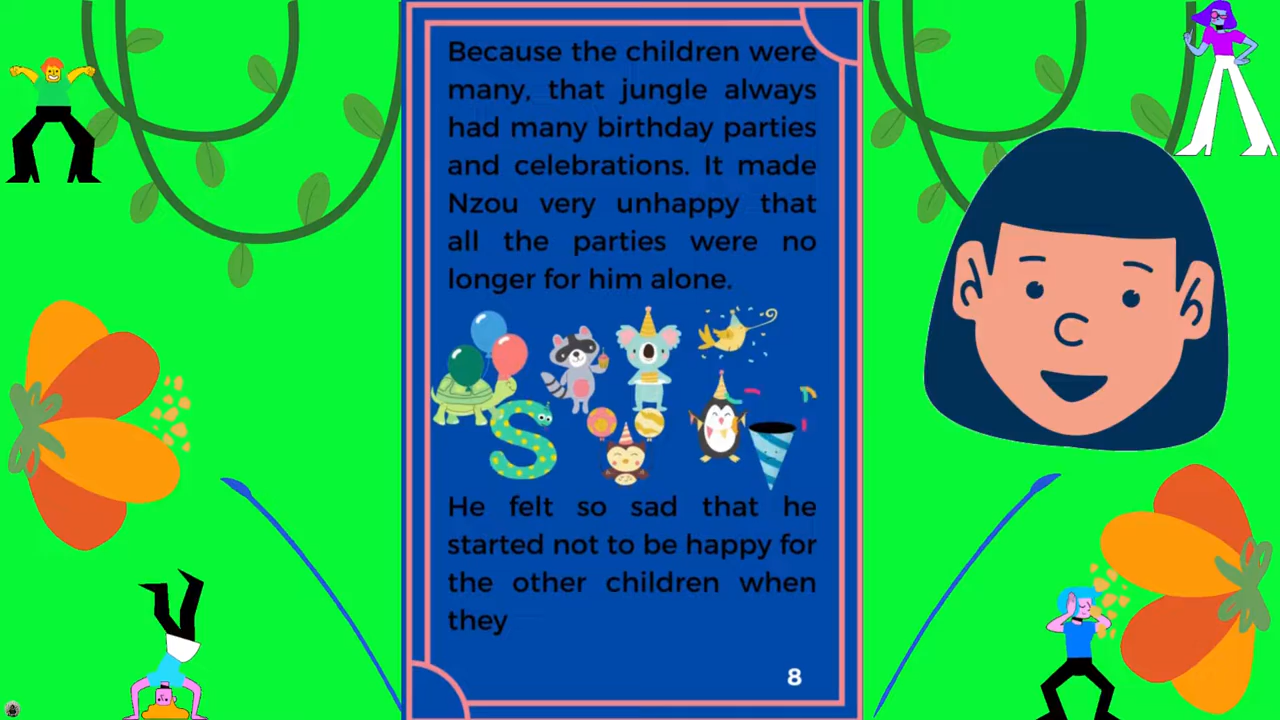 Because the children were
many, that jungle always
had many birthday parties
and celebrations. It made
Nzou very unhappy that
all the parties were no
longer for him alone.
He felt so sad that he
started not to be happy for
the other children when
they
8